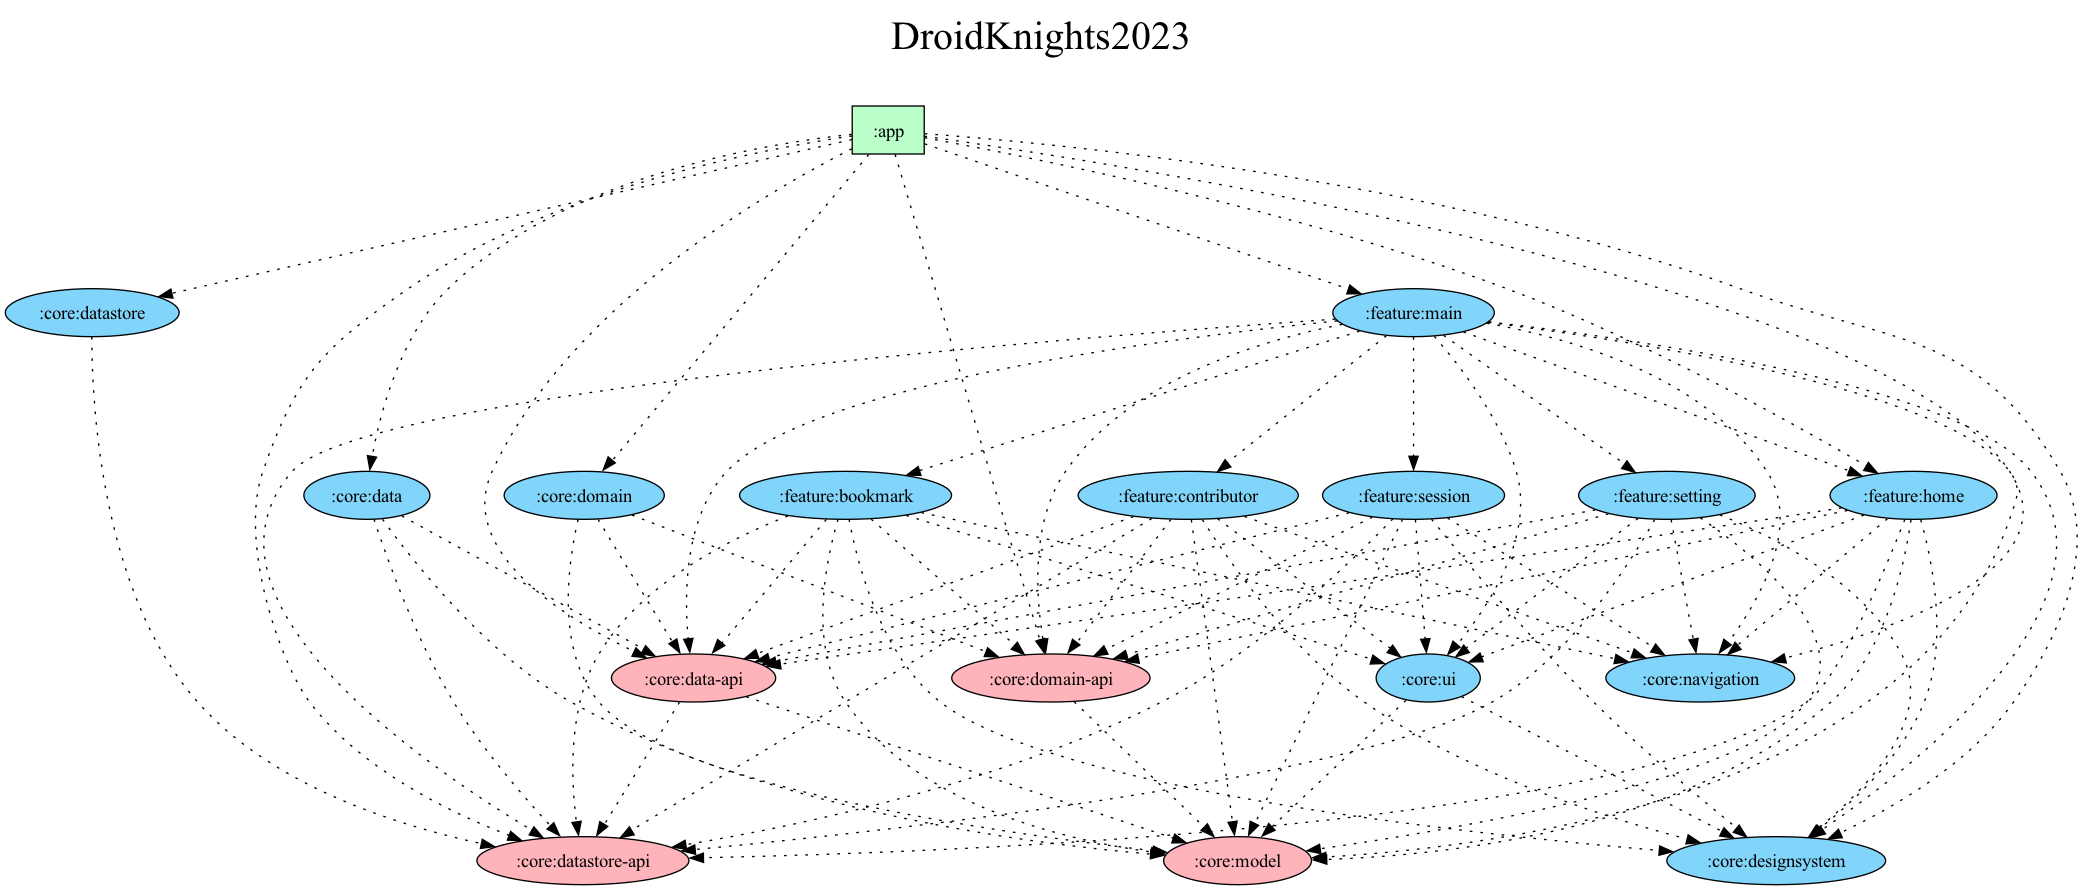 DroidKnights2023
:app
:core:datastore
:feature:main
:core:data
:core:domain
:feature:bookmark
:feature:contributor
:feature:session
:feature:setting
:feature:home
:core:data-api
:core:domain-api
:core:ui
:core:navigation
:core:datastore-api
:core:model
:core:designsystem